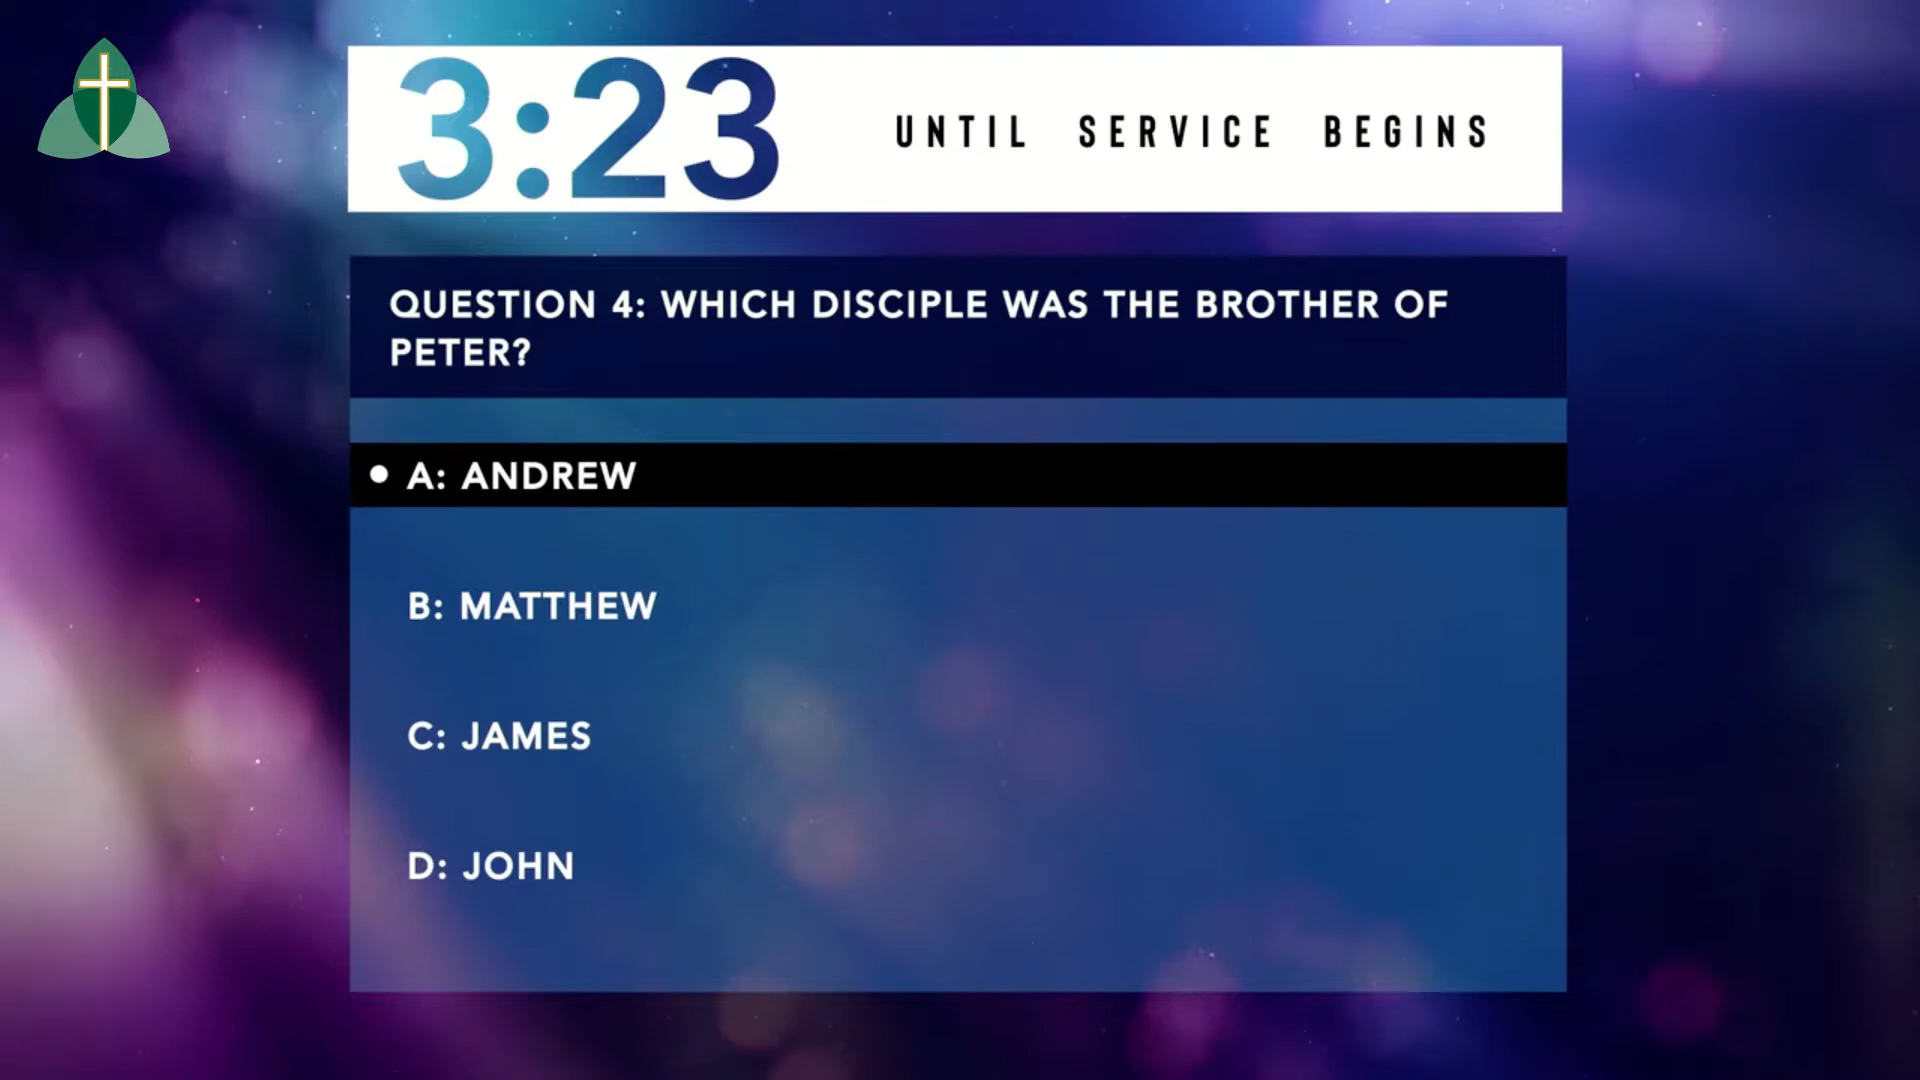 3:23 UNTIL SERVICE BEGINS
QUESTION 4: WHICH DISCIPLE WAS THE BROTHER OF
PETER?
A: ANDREW
B: MATTHEW
C: JAMES
D: JOHN